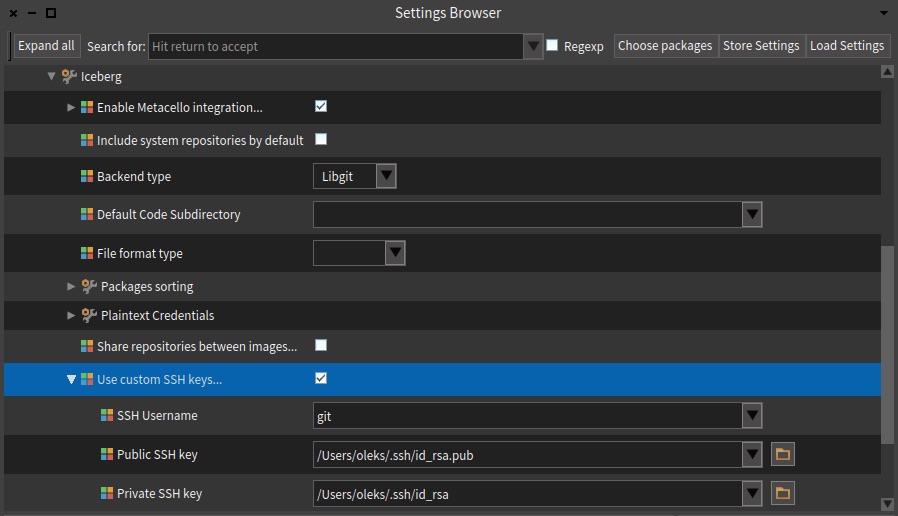 Settings Browser
Expand all Search for: Hit return to accept Regexp Choose packages Store Settings Load Settings
Iceberg
Enable Metacello integration...
Include system repositories by default
Backend type Libgit
Default Code Subdirectory
File format type
Packages sorting
Plaintext Credentials
Share repositories between images...
Use custom SSH keys...
SSH Username git
Public SSH key /Users/oleks/.ssh/id_rsa.pub
Private SSH key /Users/oleks/.ssh/id_rsa